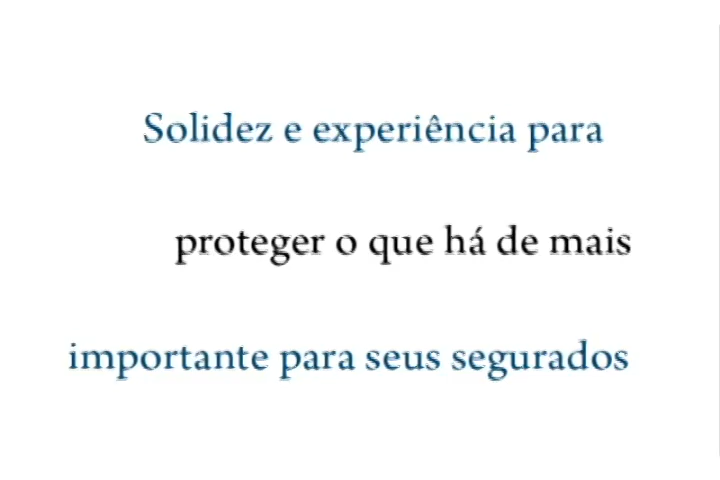 Solidez e experiência para
proteger o que há de mais
importante para seus segurados